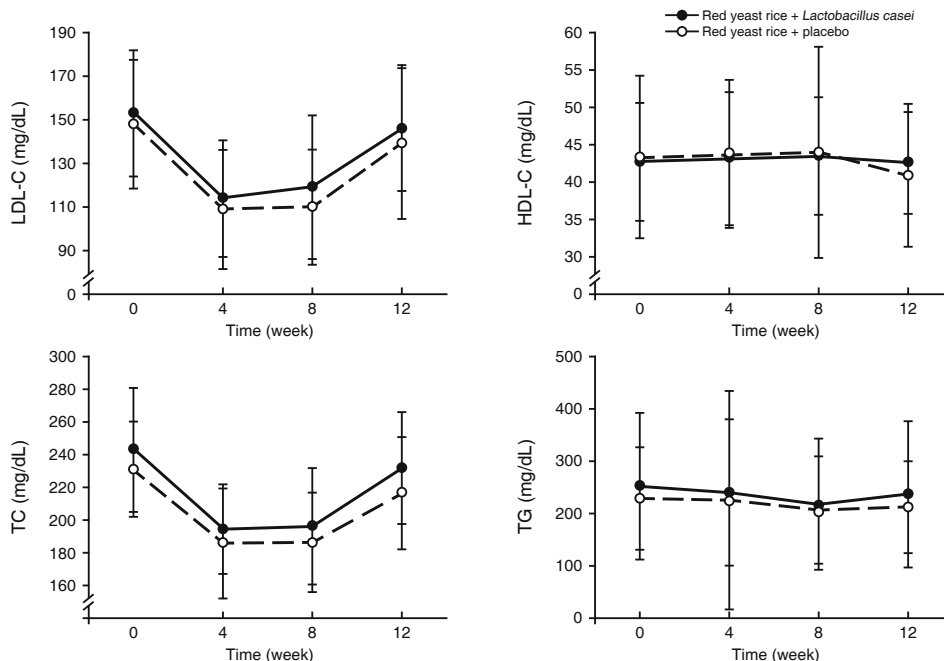 Red yeast rice + Lactobacillus casei
Red yeast rice + placebo
LDL-C (mg/dL)
190
170
150
130
110
90
0
0 4 8 12
Time (week)
HDL-C (mg/dL)
60
55
50
45
40
35
30
0
0 4 8 12
Time (week)
TC (mg/dL)
300
280
260
240
220
200
180
160
0 4 8 12
Time (week)
TG (mg/dL)
500
400
300
200
100
0
0 4 8 12
Time (week)